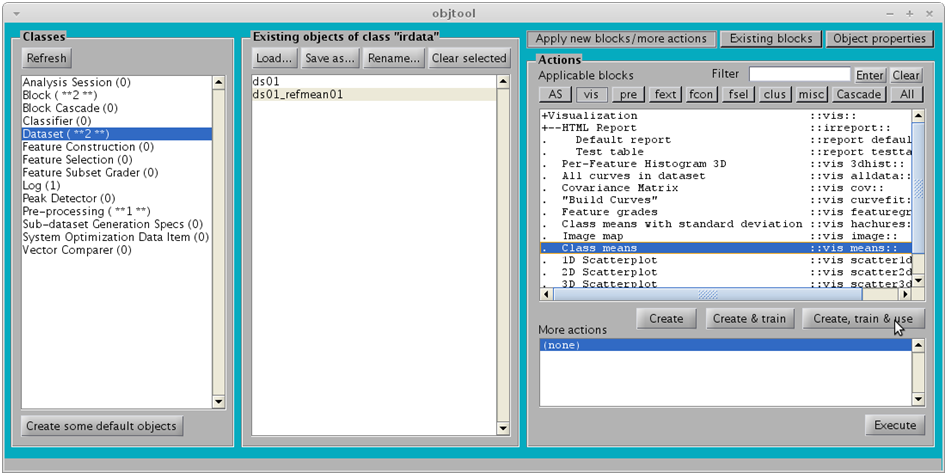 objtool
Classes
Refresh
Analysis Session (0)
Block ( **2 **)
Block Cascade (0)
Classifier (0)
Dataset ( **2 **)
Feature Construction (0)
Feature Selection (0)
Feature Subset Grader (0)
Log (1)
Peak Detector (0)
Pre-processing ( **1 **)
Sub-dataset Generation Specs (0)
System Optimization Data Item (0)
Vector Comparer (0)
Create some default objects
Existing objects of class "irdata"
Load... Save as... Rename... Clear selected
ds01
ds01_refmean01
Apply new blocks/more actions Existing blocks Object properties
Actions
Applicable blocks Filter Enter Clear
AS vis pre fext fcon fsel clus misc Cascade All
+Visualization ::vis::
+--HTML Report ::irreport::
. Default report ::report defaul
. Test table ::report testta
. Per-Feature Histogram 3D ::vis 3dhist::
. All curves in dataset ::vis alldata::
. Covariance Matrix ::vis cov::
. "Build Curves" ::vis curvefit:
. Feature grades ::vis featuregr
. Class means with standard deviation ::vis hachures:
. Image map ::vis image::
. Class means ::vis means::
. 1D Scatterplot ::vis scatter1d
. 2D Scatterplot ::vis scatter2d
. 3D Scatterplot ::vis scatter3d
Create Create & train Create, train & use
More actions
(none)
Execute